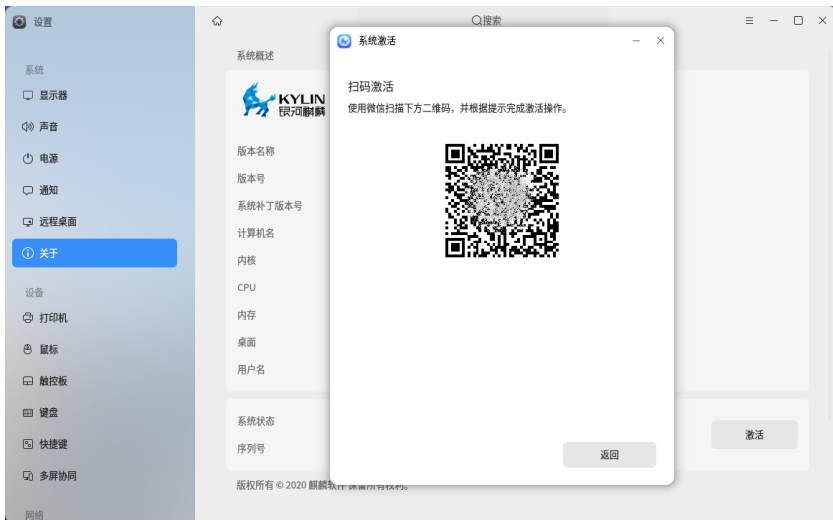 设置
搜索
系统
显示器
声音
电源
通知
远程桌面
关于
设备
打印机
鼠标
触控板
键盘
快捷键
多屏协同
网络
系统概述
KYLIN
银河麒麟
版本名称
版本号
系统补丁版本号
计算机名
内核
CPU
内存
桌面
用户名
系统状态
序列号
激活
版权所有 © 2020 麒麟软件 保留所有权利。
系统激活
扫码激活
使用微信扫描下方二维码，并根据提示完成激活操作。
返回